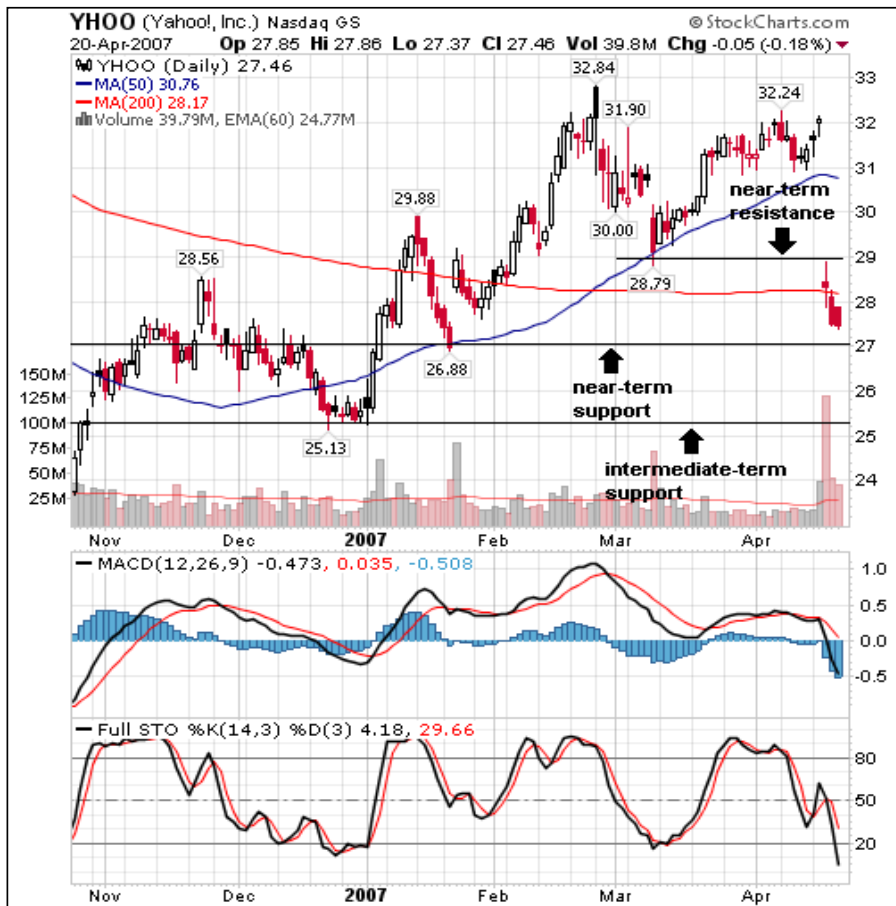 YHOO (Yahoo!, Inc.) Nasdaq GS © StockCharts.com
20-Apr-2007 Op 27.85 Hi 27.86 Lo 27.37 Cl 27.46 Vol 39.8M Chg -0.05 (-0.18%)
YHOO (Daily) 27.46
MA(50) 30.76
MA(200) 28.17
Volume 39.79M, EMA(60) 24.77M
32.84
33
31.90
32.24
32
31
near-term
resistance
29.88
30.00
30
29
28.56
28.79
28
27
26.88
near-term
support
150M
125M
100M
75M
50M
25M
26
25.13
25
intermediate-term
support
24
Nov Dec 2007 Feb Mar Apr
MACD(12,26,9) -0.473, 0.035, -0.508
1.0
0.5
0.0
-0.5
Full STO %K(14,3) %D(3) 4.18, 29.66
80
50
20
Nov Dec 2007 Feb Mar Apr